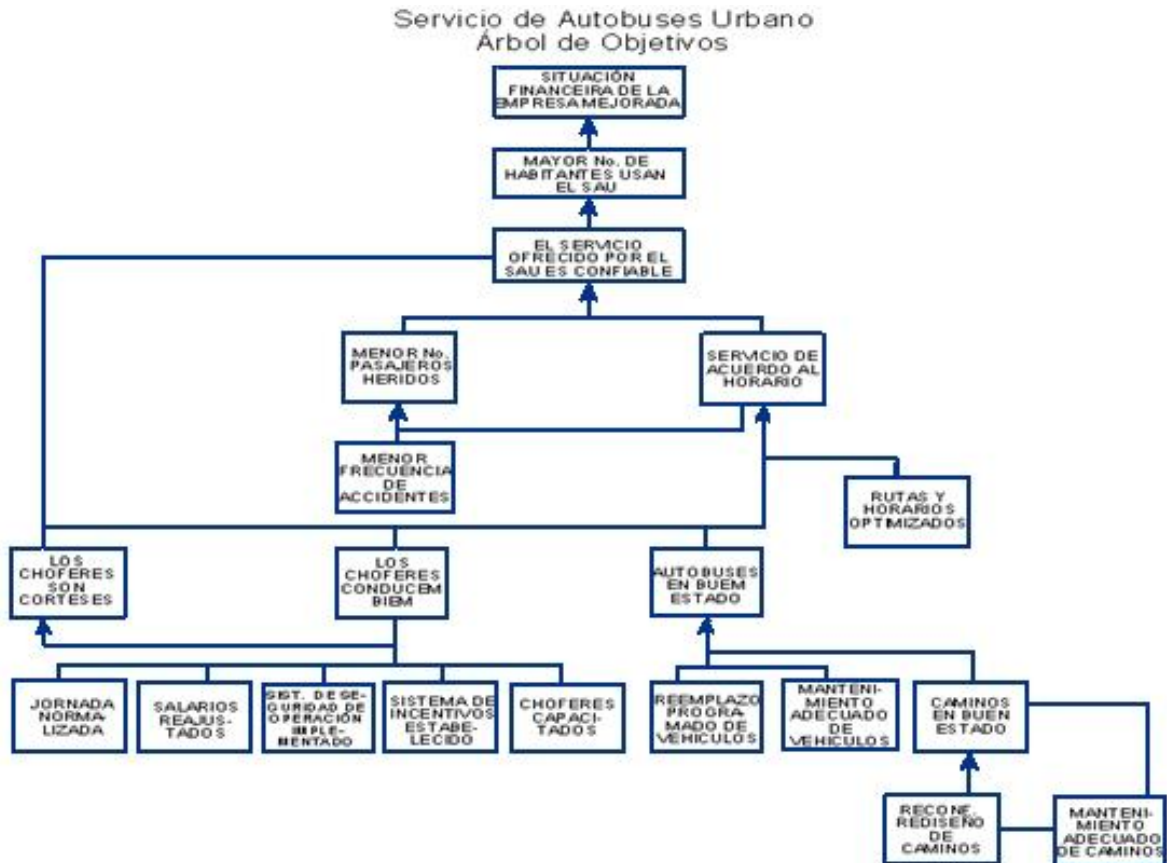 Servicio de Autobuses Urbano
Árbol de Objetivos
SITUACIÓN
FINANCEIRA DE LA
EMPRESA MEJORADA
MAYOR No. DE
HABITANTES USAN
EL SAU
EL SERVICIO
OFRECIDO POR EL
SAU ES CONFIABLE
MENOR No.
PASAJEROS
HERIDOS
SERVICIO DE
ACUERDO AL
HORARIO
MENOR
FRECUENCIA
DE
ACCIDENTES
RUTAS Y
HORARIOS
OPTIMIZADOS
LOS
CHOFERES
SON
CORTESES
LOS
CHOFERES
CONDUCEM
BIEM
AUTOBUSES
EN BUEM
ESTADO
JORNADA
NORMA-
LIZADA
SALARIOS
REAJUS-
TADOS
SIST. DE SE-
GURIDAD DE
OPERACIÓN
IMPLE-
MENTADO
SISTEMA DE
INCENTIVOS
ESTABE-
LECIDO
CHOFERES
CAPACI-
TADOS
REEMPLAZO
PROGRA-
MADO DE
VEHICULOS
MANTENI-
MIENTO
ADECUADO
DE
VEHICULOS
CAMINOS
EN BUEN
ESTADO
RECONF.
REDISEÑO
DE
CAMINOS
MANTENI-
MIENTO
ADECUADO
DE CAMINOS